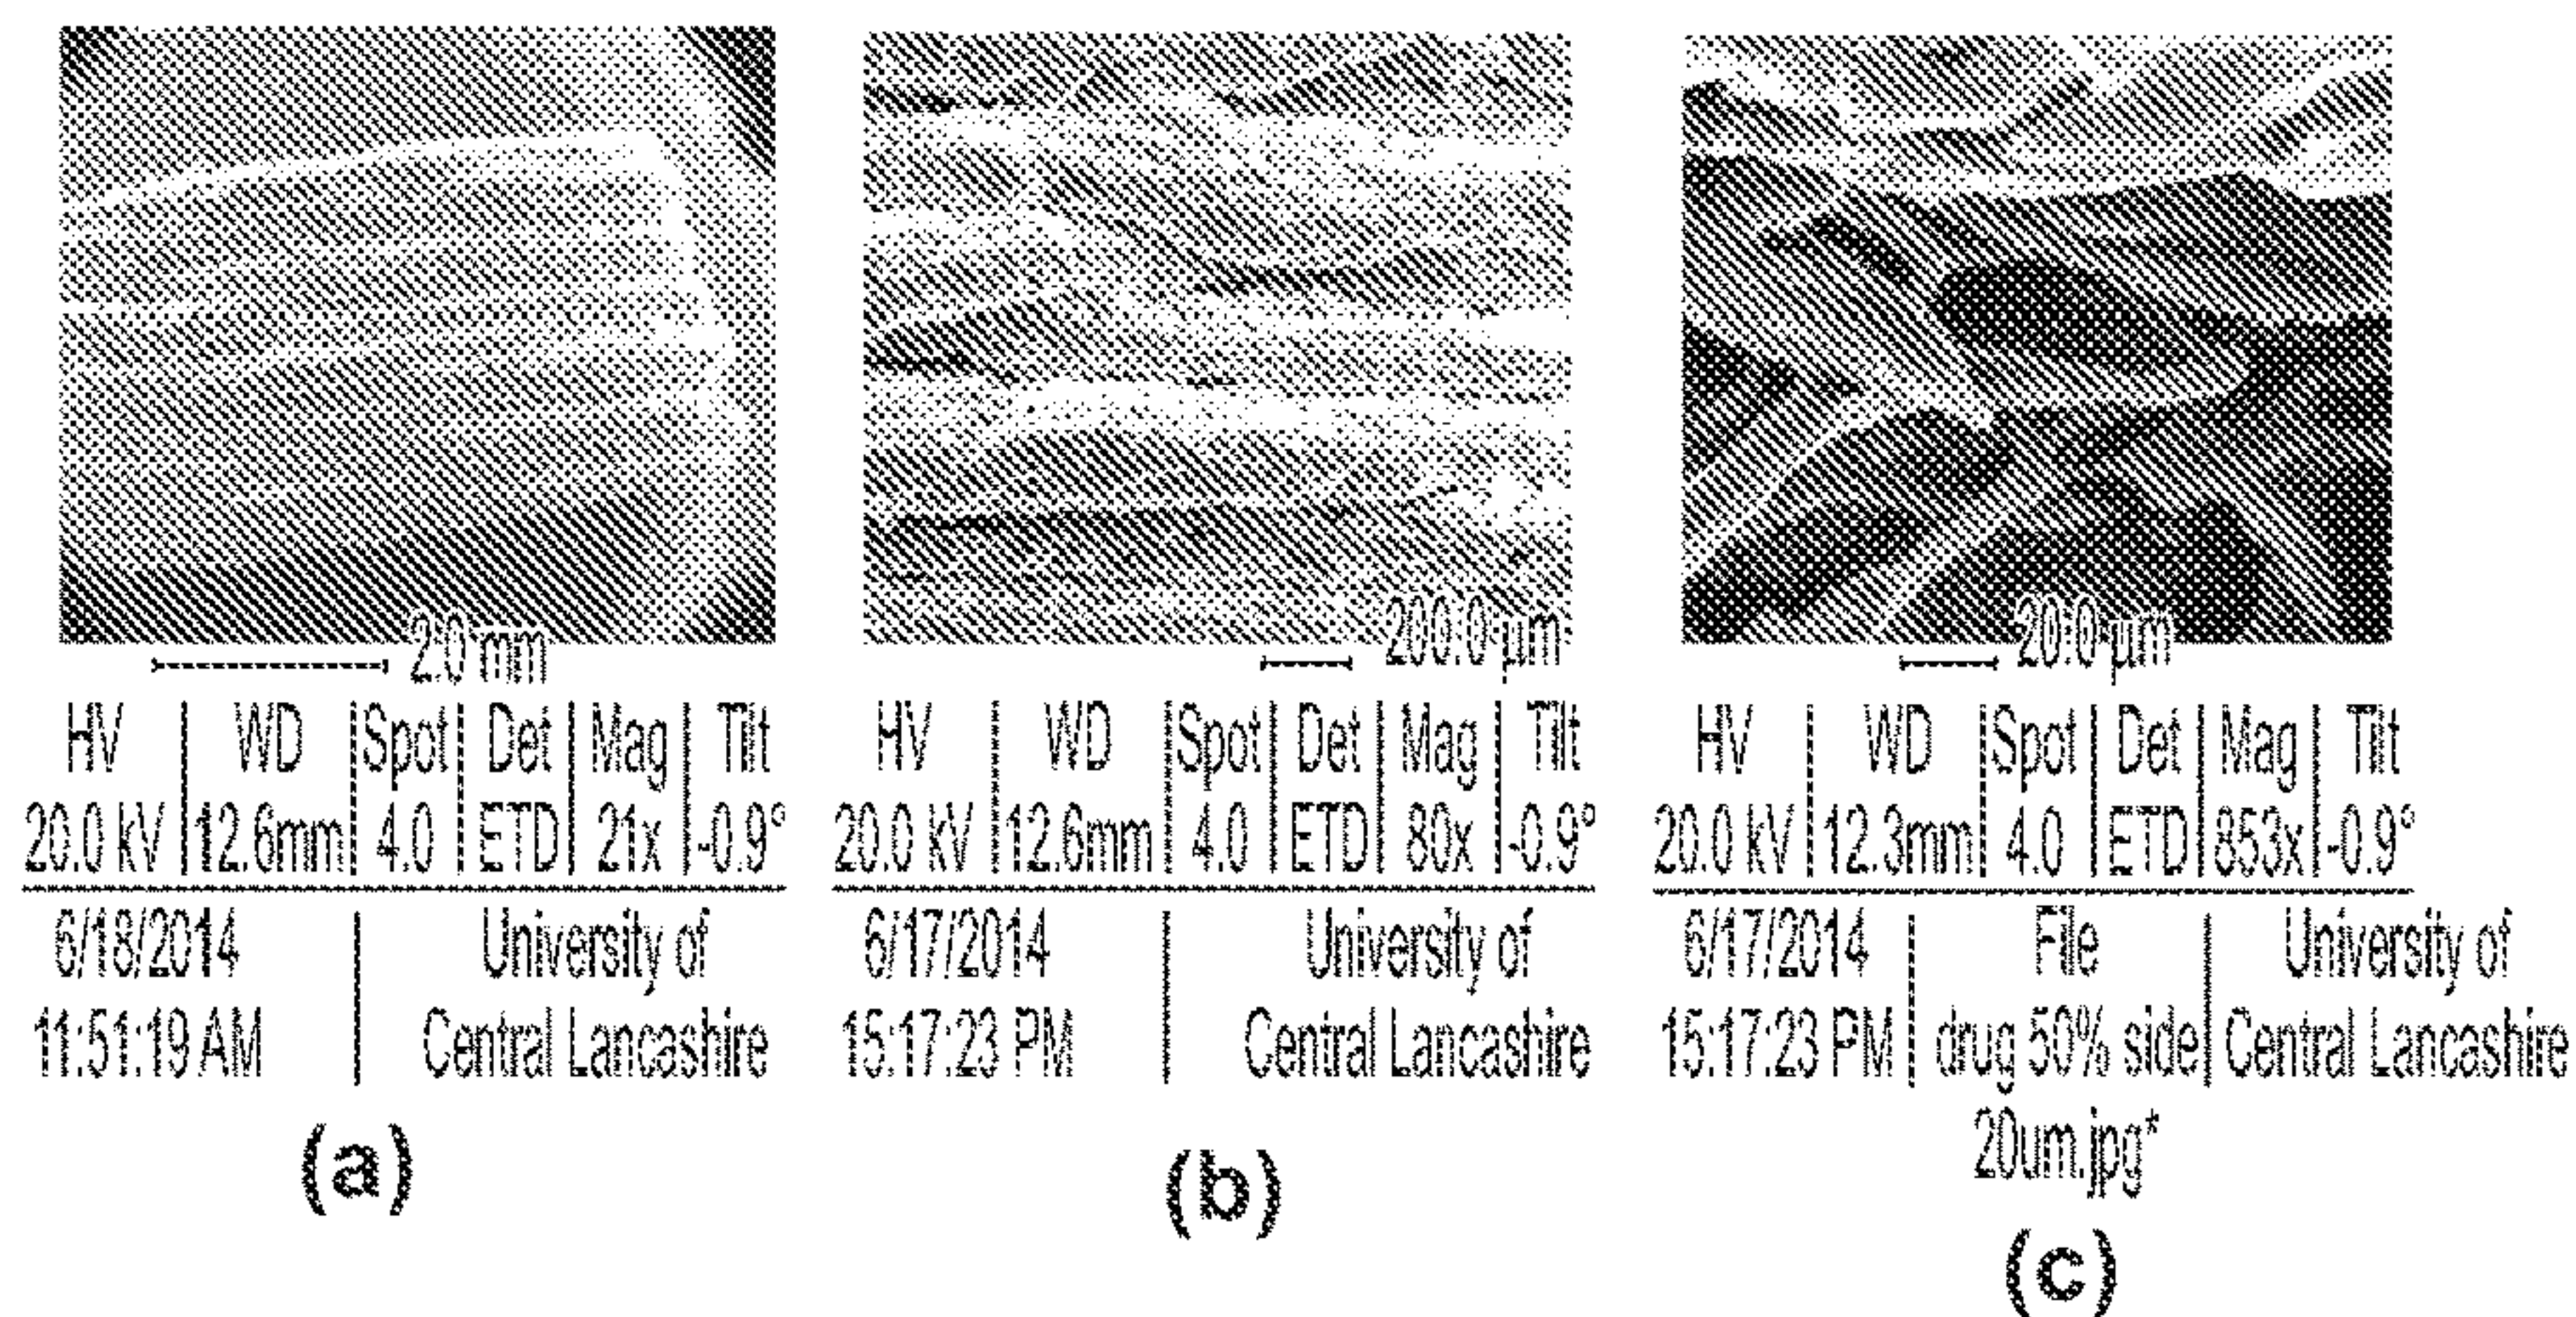 2.0 mm
HV WD Spot Det Mag Tilt
20.0 kV 12.6mm 4.0 ETD 21x -0.9°
6/18/2014 University of
11:51:19 AM Central Lancashire
(a)
200.0 µm
HV WD Spot Det Mag Tilt
20.0 kV 12.6mm 4.0 ETD 80x -0.9°
6/17/2014 University of
15:17:23 PM Central Lancashire
(b)
20.0 µm
HV WD Spot Det Mag Tilt
20.0 kV 12.3mm 4.0 ETD 853x -0.9°
6/17/2014 File University of
15:17:23 PM drug 50% side Central Lancashire
20um.jpg*
(c)